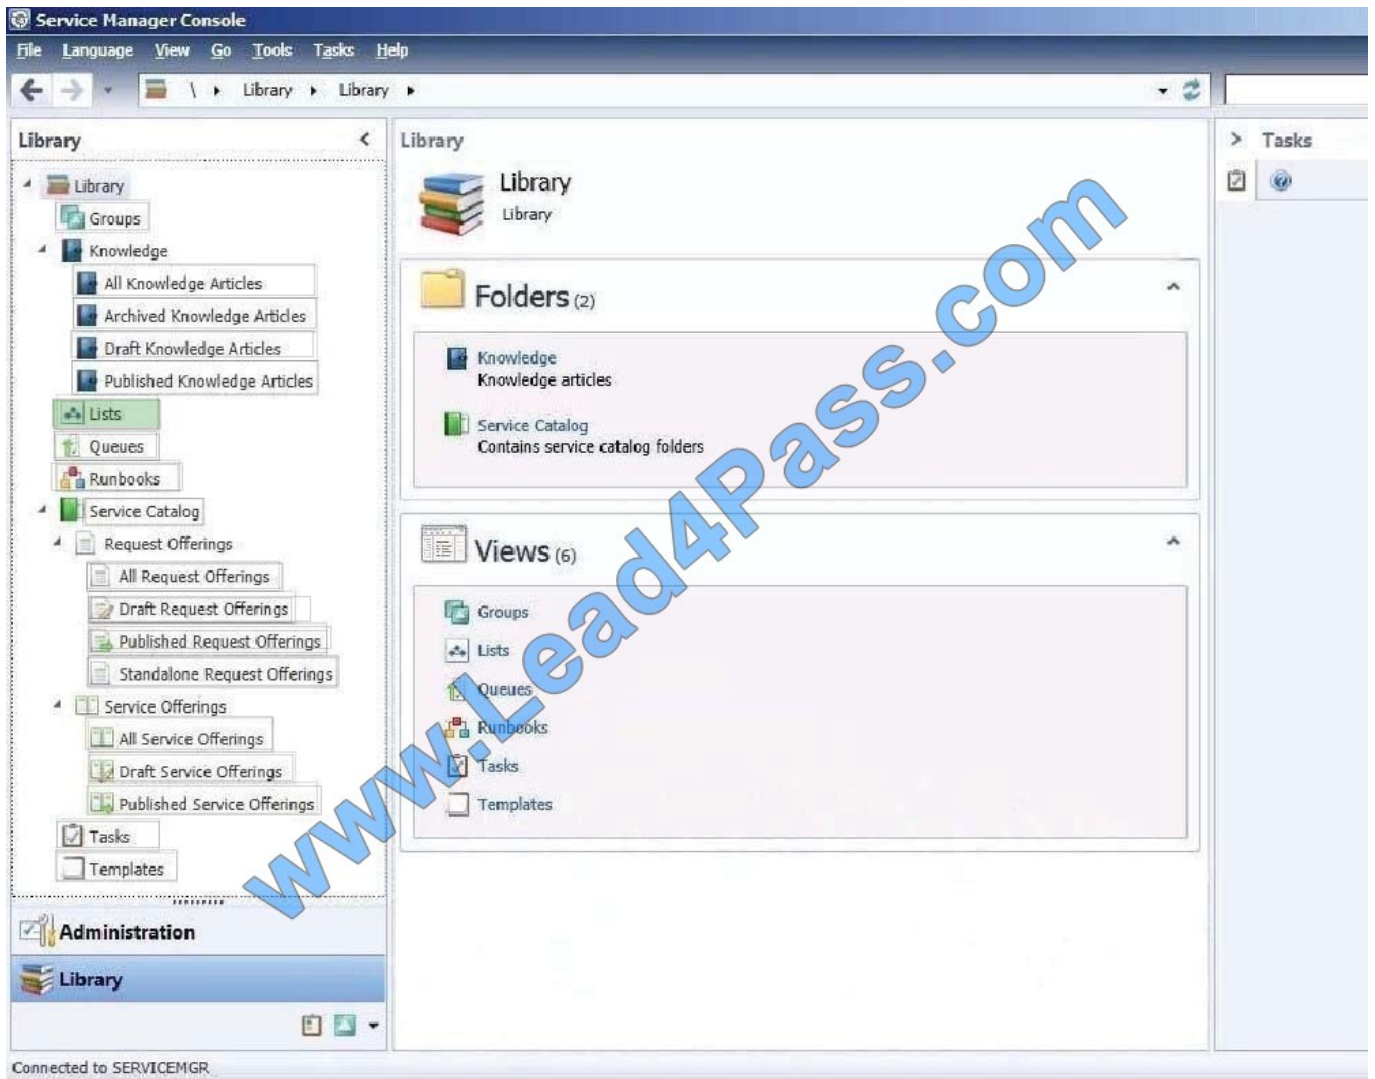 Service Manager Console
File Language View Go Tools Tasks Help
\ Library Library
Library
Library
Groups
Knowledge
All Knowledge Articles
Archived Knowledge Articles
Draft Knowledge Articles
Published Knowledge Articles
Lists
Queues
Runbooks
Service Catalog
Request Offerings
All Request Offerings
Draft Request Offerings
Published Request Offerings
Standalone Request Offerings
Service Offerings
All Service Offerings
Draft Service Offerings
Published Service Offerings
Tasks
Templates
Administration
Library
Library
Library
Library
Folders (2)
Knowledge
Knowledge articles
Service Catalog
Contains service catalog folders
Views (6)
Groups
Lists
Queues
Runbooks
Tasks
Templates
Tasks
www.Lead4Pass.com
Connected to SERVICEMGR